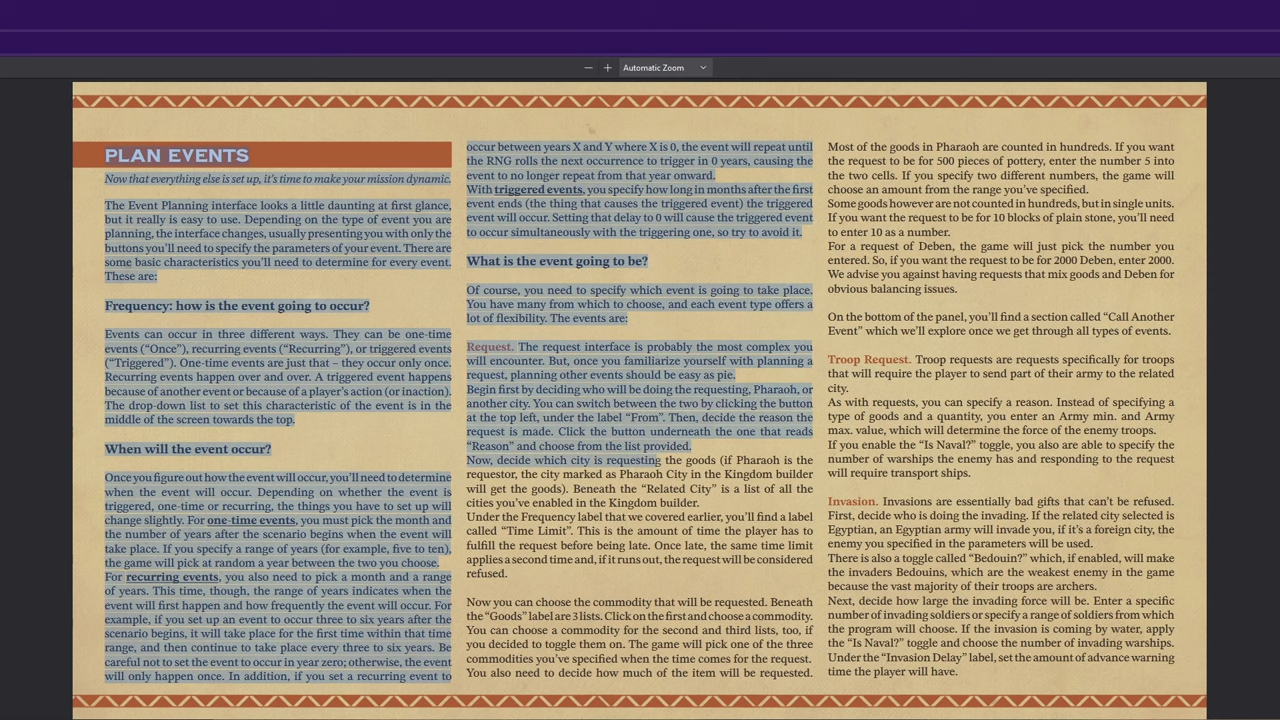 Automatic Zoom
PLAN EVENTS
Now that everything else is set up, it's time to make your mission dynamic.
The Event Planning interface looks a little daunting at first glance,
but it really is easy to use. Depending on the type of event you are
planning, the interface changes, usually presenting you with only the
buttons you'll need to specify the parameters of your event. There are
some basic characteristics you'll need to determine for every event.
These are:
Frequency: how is the event going to occur?
Events can occur in three different ways. They can be one-time
events (“Once”), recurring events (“Recurring”), or triggered events
(“Triggered”). One-time events are just that – they occur only once.
Recurring events happen over and over. A triggered event happens
because of another event or because of a player's action (or inaction).
The drop-down list to set this characteristic of the event is in the
middle of the screen towards the top.
When will the event occur?
Once you figure out how the event will occur, you'll need to determine
when the event will occur. Depending on whether the event is
triggered, one-time or recurring, the things you have to set up will
change slightly. For one-time events, you must pick the month and
the number of years after the scenario begins when the event will
take place. If you specify a range of years (for example, five to ten),
the game will pick at random a year between the two you choose.
For recurring events, you also need to pick a month and a range
of years. This time, though, the range of years indicates when the
event will first happen and how frequently the event will occur. For
example, if you set up an event to occur three to six years after the
scenario begins, it will take place for the first time within that time
range, and then continue to take place every three to six years. Be
careful not to set the event to occur in year zero; otherwise, the event
will only happen once. In addition, if you set a recurring event to
occur between years X and Y where X is 0, the event will repeat until
the RNG rolls the next occurrence to trigger in 0 years, causing the
event to no longer repeat from that year onward.
With triggered events, you specify how long in months after the first
event ends (the thing that causes the triggered event) the triggered
event will occur. Setting that delay to 0 will cause the triggered event
to occur simultaneously with the triggering one, so try to avoid it.
What is the event going to be?
Of course, you need to specify which event is going to take place.
You have many from which to choose, and each event type offers a
lot of flexibility. The events are:
Request. The request interface is probably the most complex you
will encounter. But, once you familiarize yourself with planning a
request, planning other events should be easy as pie.
Begin first by deciding who will be doing the requesting, Pharaoh, or
another city. You can switch between the two by clicking the button
at the top left, under the label “From”. Then, decide the reason the
request is made. Click the button underneath the one that reads
“Reason” and choose from the list provided.
Now, decide which city is requesting the goods (if Pharaoh is the
requestor, the city marked as Pharaoh City in the Kingdom builder
will get the goods). Beneath the “Related City” is a list of all the
cities you've enabled in the Kingdom builder.
Under the Frequency label that we covered earlier, you'll find a label
called “Time Limit”. This is the amount of time the player has to
fulfill the request before being late. Once late, the same time limit
applies a second time and, if it runs out, the request will be considered
refused.
Now you can choose the commodity that will be requested. Beneath
the “Goods” label are 3 lists. Click on the first and choose a commodity.
You can choose a commodity for the second and third lists, too, if
you decided to toggle them on. The game will pick one of the three
commodities you've specified when the time comes for the request.
You also need to decide how much of the item will be requested.
Most of the goods in Pharaoh are counted in hundreds. If you want
the request to be for 500 pieces of pottery, enter the number 5 into
the two cells. If you specify two different numbers, the game will
choose an amount from the range you've specified.
Some goods however are not counted in hundreds, but in single units.
If you want the request to be for 10 blocks of plain stone, you'll need
to enter 10 as a number.
For a request of Deben, the game will just pick the number you
entered. So, if you want the request to be for 2000 Deben, enter 2000.
We advise you against having requests that mix goods and Deben for
obvious balancing issues.
On the bottom of the panel, you'll find a section called “Call Another
Event” which we'll explore once we get through all types of events.
Troop Request. Troop requests are requests specifically for troops
that will require the player to send part of their army to the related
city.
As with requests, you can specify a reason. Instead of specifying a
type of goods and a quantity, you enter an Army min. and Army
max. value, which will determine the force of the enemy troops.
If you enable the “Is Naval?” toggle, you also are able to specify the
number of warships the enemy has and responding to the request
will require transport ships.
Invasion. Invasions are essentially bad gifts that can't be refused.
First, decide who is doing the invading. If the related city selected is
Egyptian, an Egyptian army will invade you, if it's a foreign city, the
enemy you specified in the parameters will be used.
There is also a toggle called “Bedouin?” which, if enabled, will make
the invaders Bedouins, which are the weakest enemy in the game
because the vast majority of their troops are archers.
Next, decide how large the invading force will be. Enter a specific
number of invading soldiers or specify a range of soldiers from which
the program will choose. If the invasion is coming by water, apply
the “Is Naval?” toggle and choose the number of invading warships.
Under the “Invasion Delay” label, set the amount of advance warning
time the player will have.